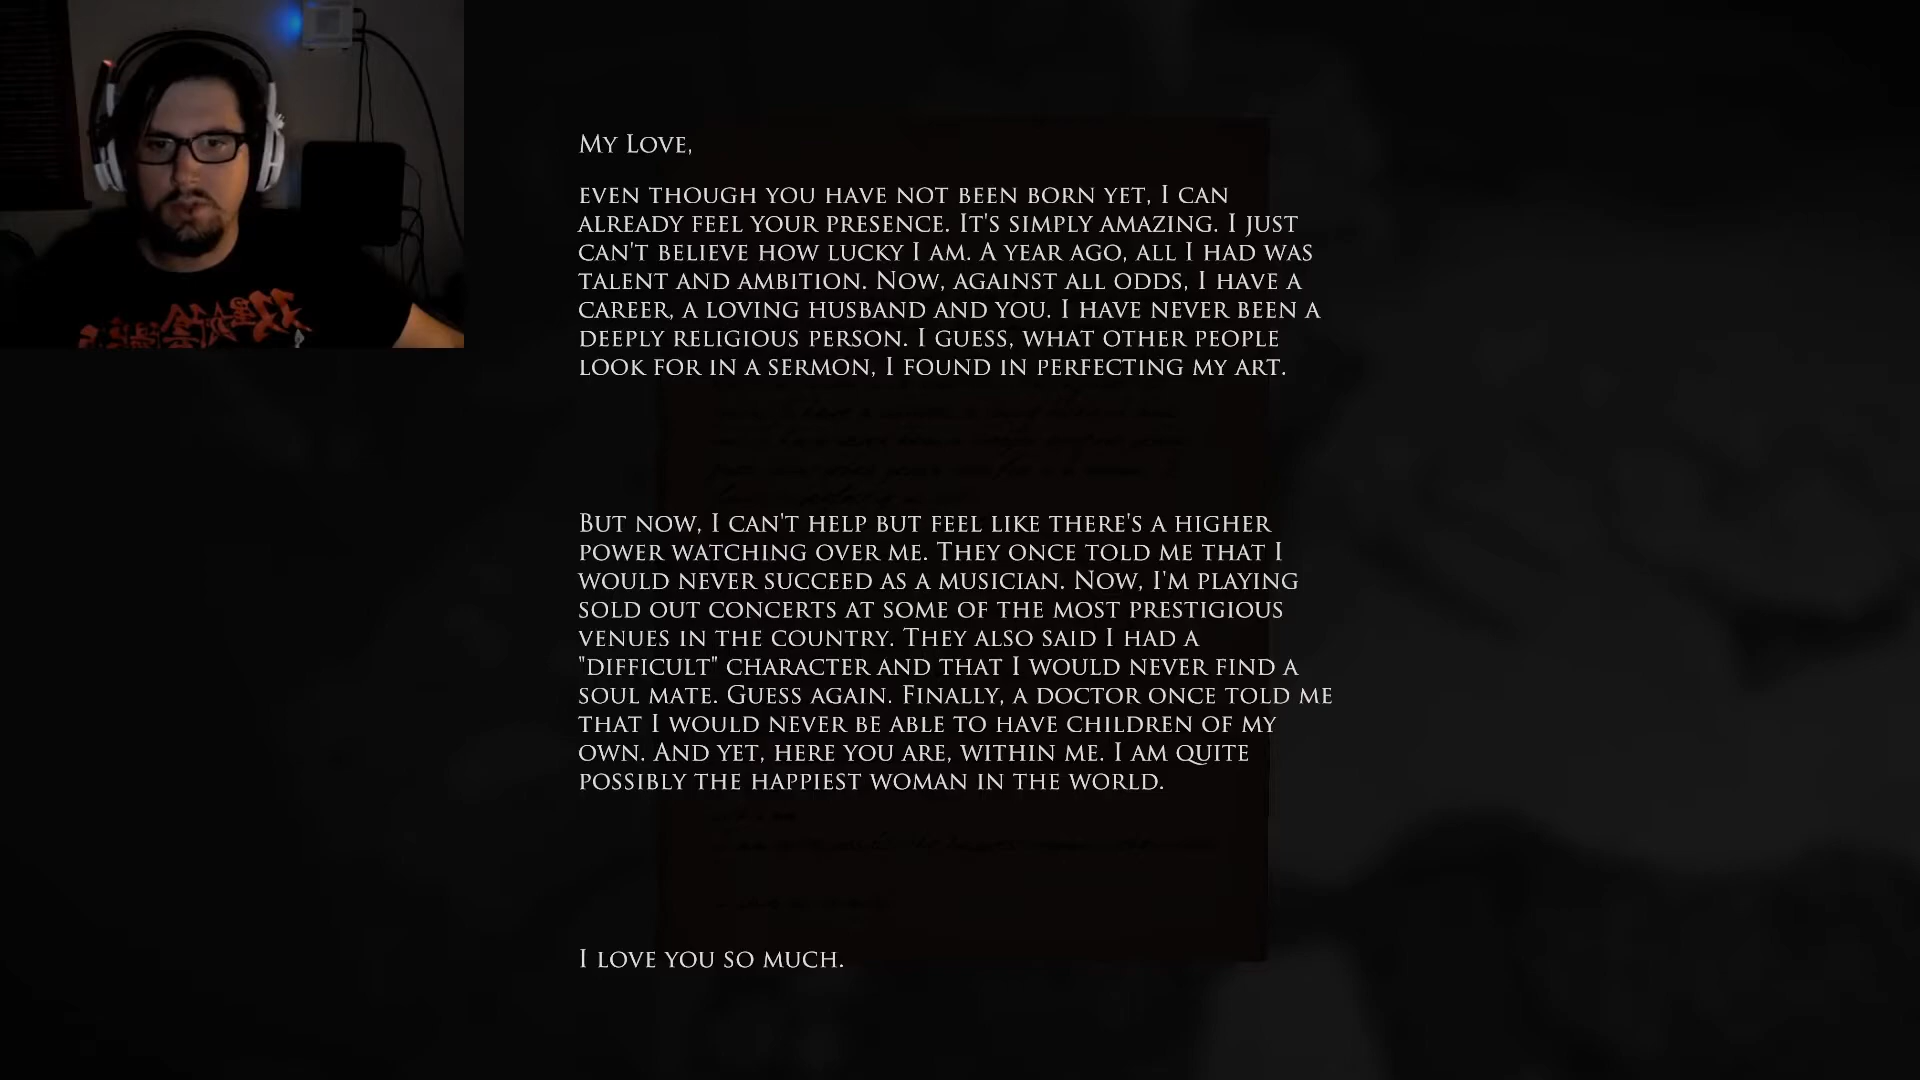 My Love,
even though you have not been born yet, I can
already feel your presence. It's simply amazing. I just
can't believe how lucky I am. A year ago, all I had was
talent and ambition. Now, against all odds, I have a
career, a loving husband and you. I have never been a
deeply religious person. I guess, what other people
look for in a sermon, I found in perfecting my art.
But now, I can't help but feel like there's a higher
power watching over me. They once told me that I
would never succeed as a musician. Now, I'm playing
sold out concerts at some of the most prestigious
venues in the country. They also said I had a
"difficult" character and that I would never find a
soul mate. Guess again. Finally, a doctor once told me
that I would never be able to have children of my
own. And yet, here you are, within me. I am quite
possibly the happiest woman in the world.
I love you so much.